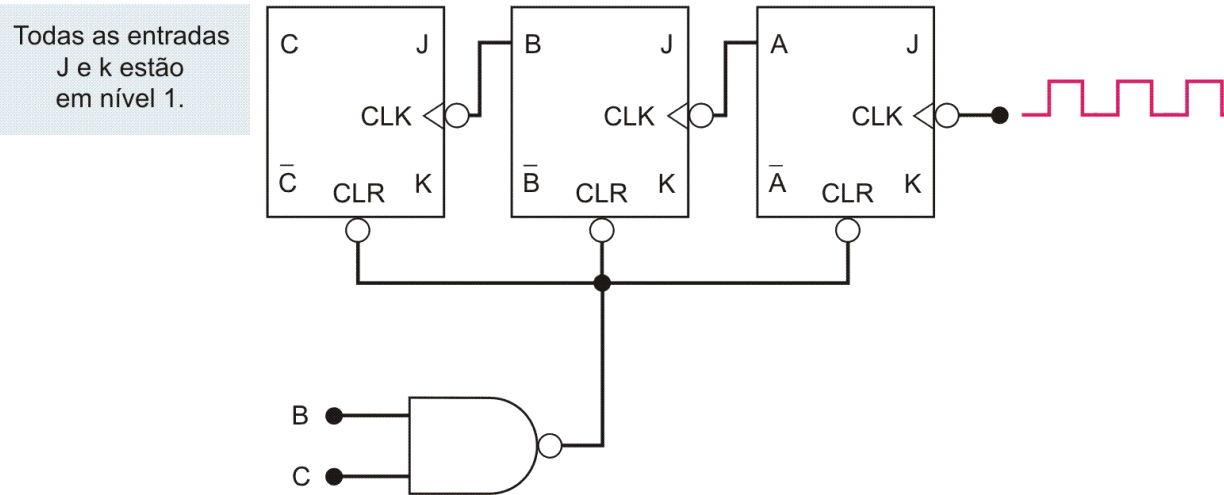 Todas as entradas
J e k estão
em nível 1.
C J
CLK
C̅ CLR K
B J
CLK
B̅ CLR K
A J
CLK
A̅ CLR K
B
C